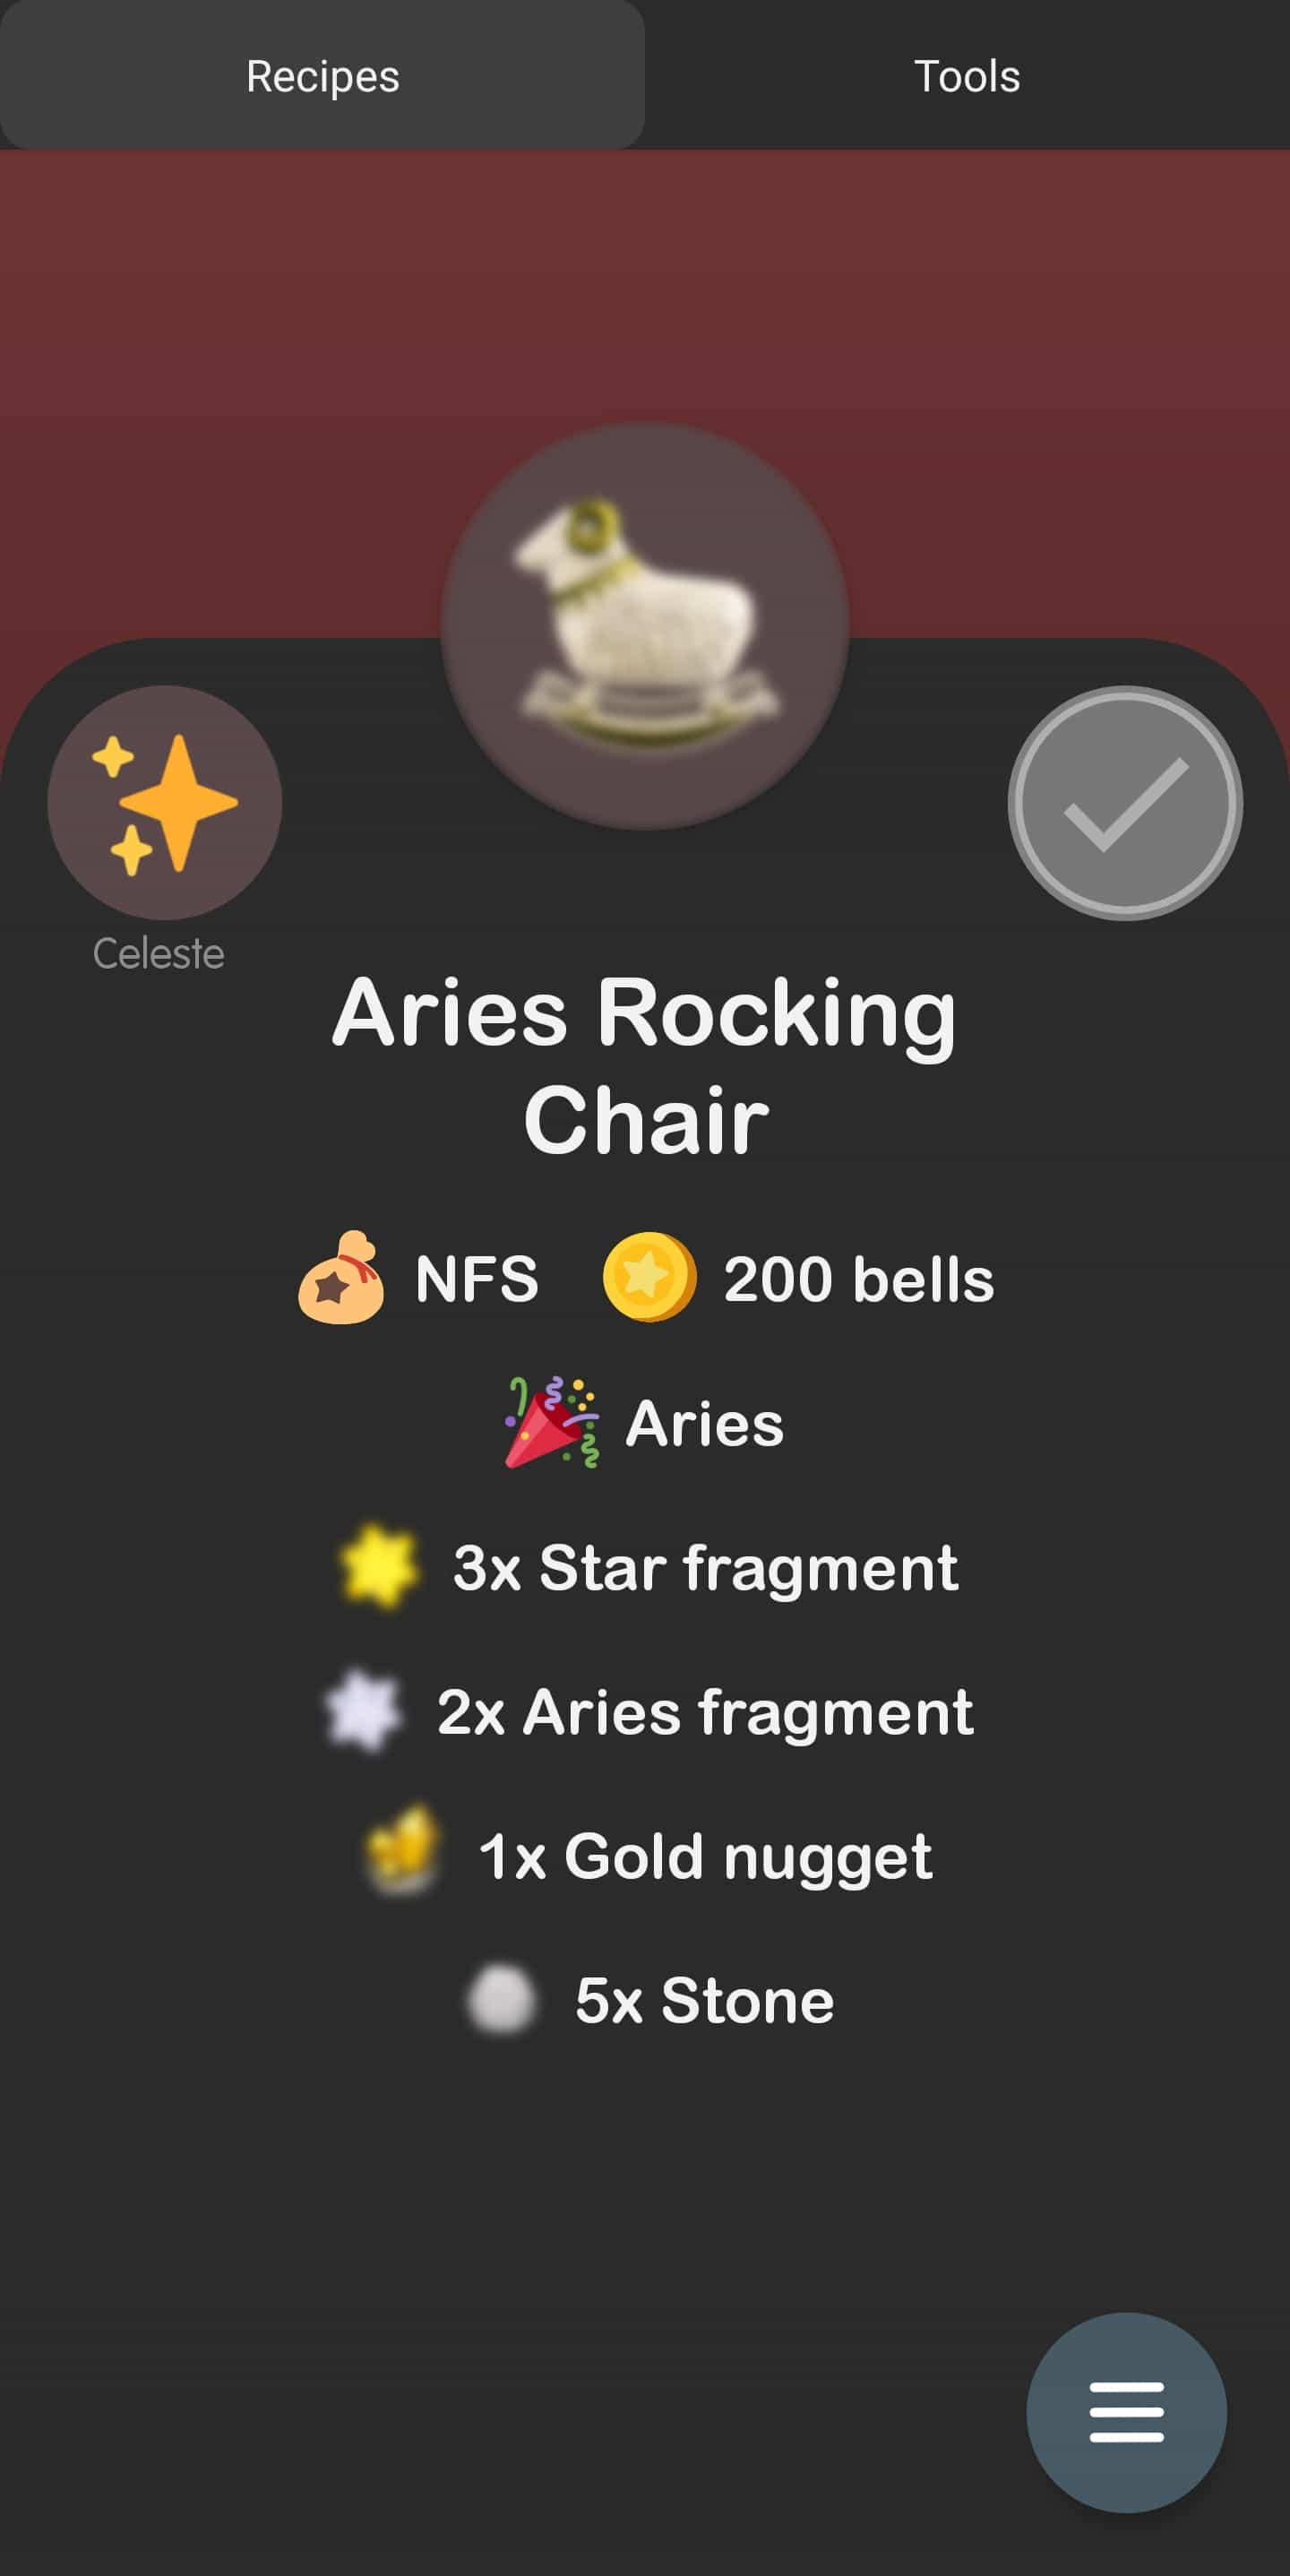 Recipes
Tools
Celeste
Aries Rocking
Chair
NFS 200 bells
Aries
3x Star fragment
2x Aries fragment
1x Gold nugget
5x Stone